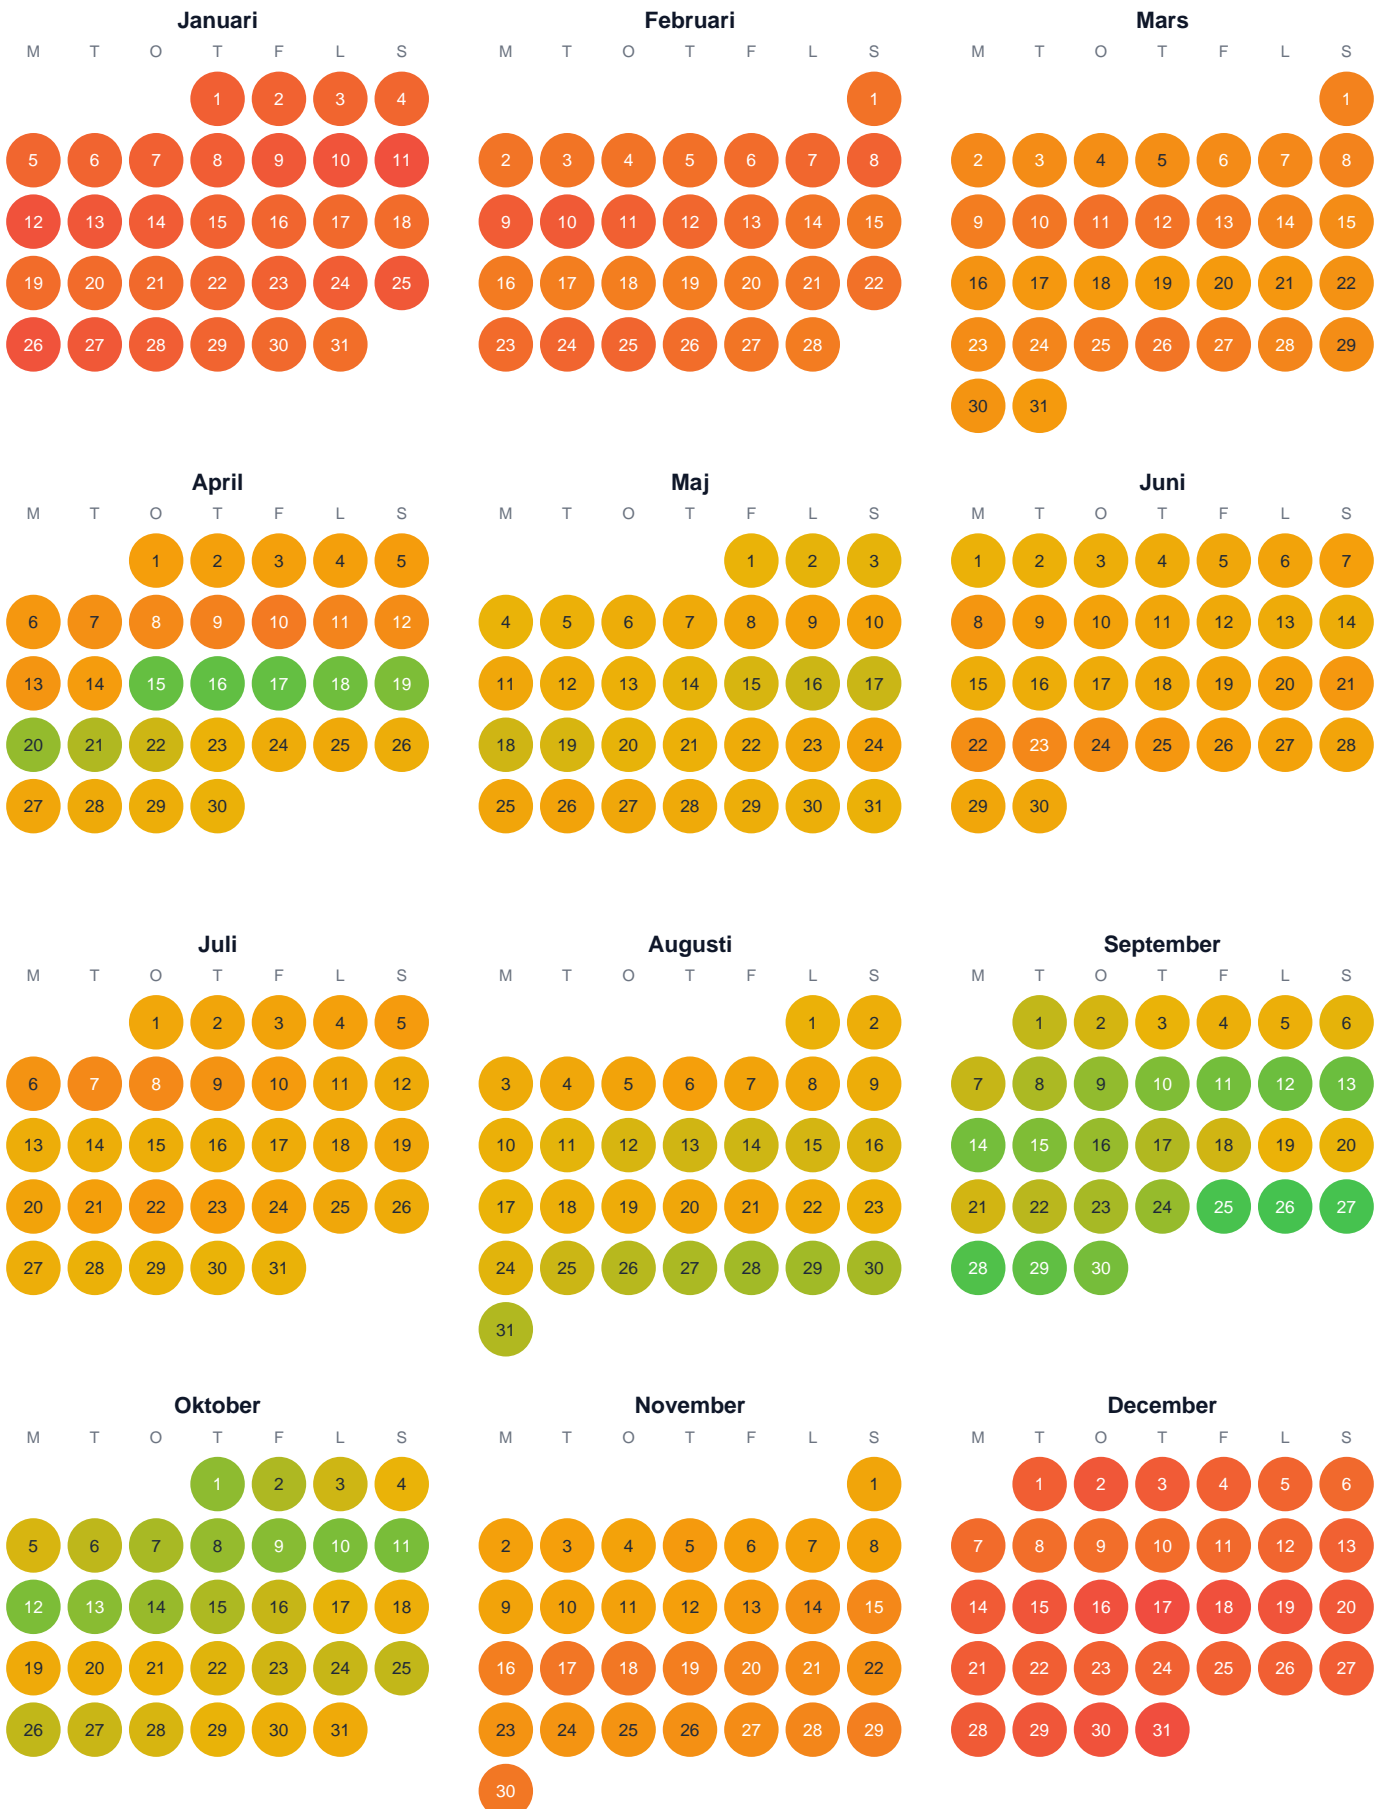 Januari Februari Mars
M T O T F L S M T O T F L S M T O T F L S
1 2 3 4 1 1
5 6 7 8 9 10 11 2 3 4 5 6 7 8 2 3 4 5 6 7 8
12 13 14 15 16 17 18 9 10 11 12 13 14 15 9 10 11 12 13 14 15
19 20 21 22 23 24 25 16 17 18 19 20 21 22 16 17 18 19 20 21 22
26 27 28 29 30 31 23 24 25 26 27 28 23 24 25 26 27 28 29
30 31
April Maj Juni
M T O T F L S M T O T F L S M T O T F L S
1 2 3 4 5 1 2 3 1 2 3 4 5 6 7
6 7 8 9 10 11 12 4 5 6 7 8 9 10 8 9 10 11 12 13 14
13 14 15 16 17 18 19 11 12 13 14 15 16 17 15 16 17 18 19 20 21
20 21 22 23 24 25 26 18 19 20 21 22 23 24 22 23 24 25 26 27 28
27 28 29 30 25 26 27 28 29 30 31 29 30
Juli Augusti September
M T O T F L S M T O T F L S M T O T F L S
1 2 3 4 5 1 2 1 2 3 4 5 6
6 7 8 9 10 11 12 3 4 5 6 7 8 9 7 8 9 10 11 12 13
13 14 15 16 17 18 19 10 11 12 13 14 15 16 14 15 16 17 18 19 20
20 21 22 23 24 25 26 17 18 19 20 21 22 23 21 22 23 24 25 26 27
27 28 29 30 31 24 25 26 27 28 29 30 28 29 30
31
Oktober November December
M T O T F L S M T O T F L S M T O T F L S
1 2 3 4 1 1 2 3 4 5 6
5 6 7 8 9 10 11 2 3 4 5 6 7 8 7 8 9 10 11 12 13
12 13 14 15 16 17 18 9 10 11 12 13 14 15 14 15 16 17 18 19 20
19 20 21 22 23 24 25 16 17 18 19 20 21 22 21 22 23 24 25 26 27
26 27 28 29 30 31 23 24 25 26 27 28 29 28 29 30 31
30